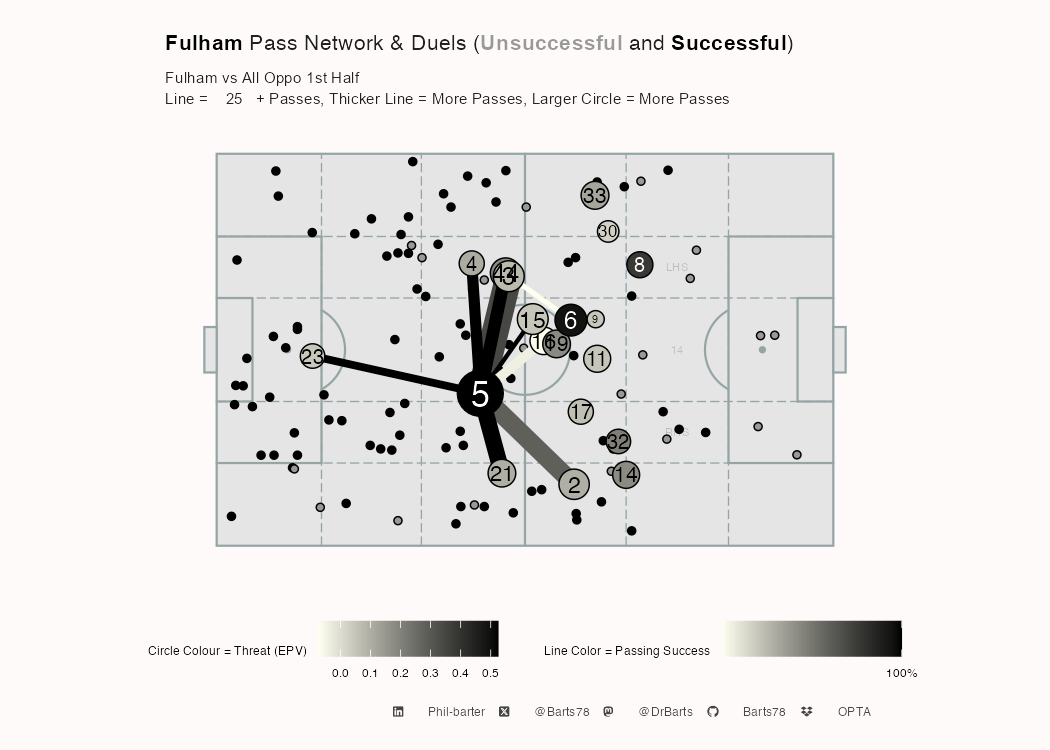 Fulham Pass Network & Duels (Unsuccessful and Successful)
Fulham vs All Oppo 1st Half
Line = 25 + Passes, Thicker Line = More Passes, Larger Circle = More Passes
33
30
4
8
LHS
15
6
9
14
23
11
5
17
32
21
2
14
Circle Colour = Threat (EPV)
0.0 0.1 0.2 0.3 0.4 0.5
Line Color = Passing Success
100%
Phil-barter @Barts78 @DrBarts Barts78 OPTA